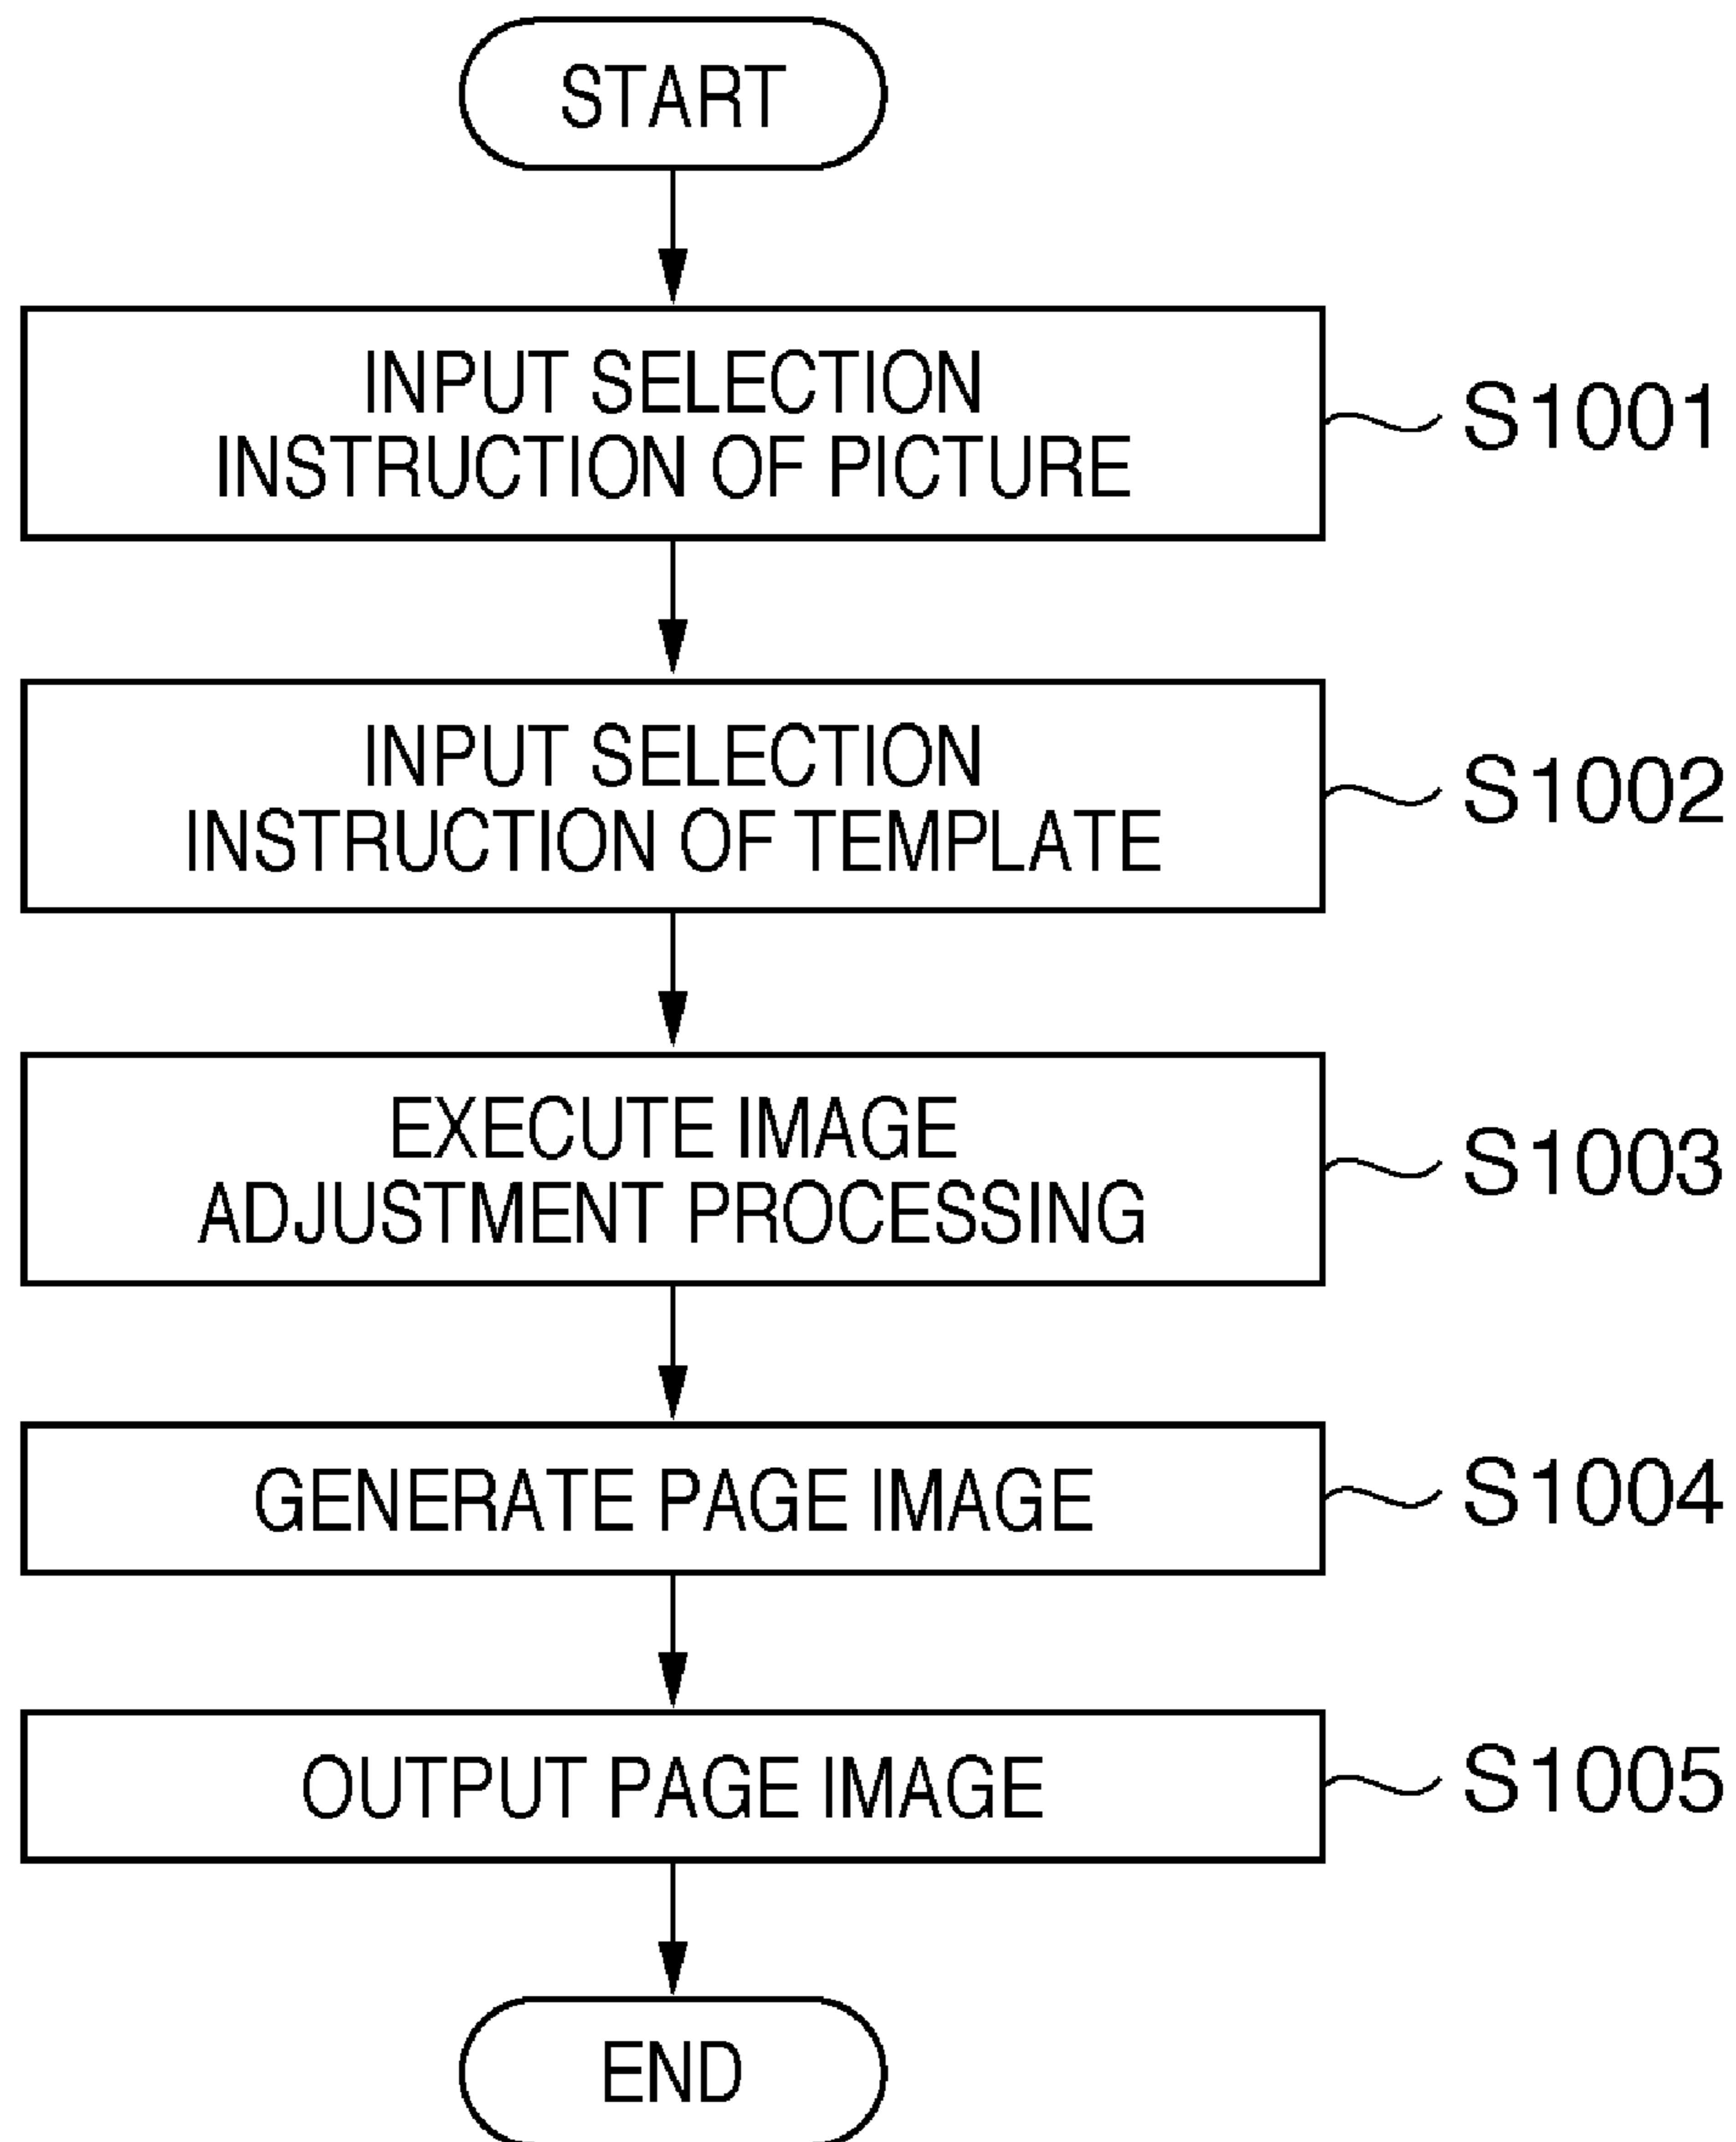 START
INPUT SELECTION
INSTRUCTION OF PICTURE
S1001
INPUT SELECTION
INSTRUCTION OF TEMPLATE
S1002
EXECUTE IMAGE
ADJUSTMENT PROCESSING
S1003
GENERATE PAGE IMAGE
S1004
OUTPUT PAGE IMAGE
S1005
END